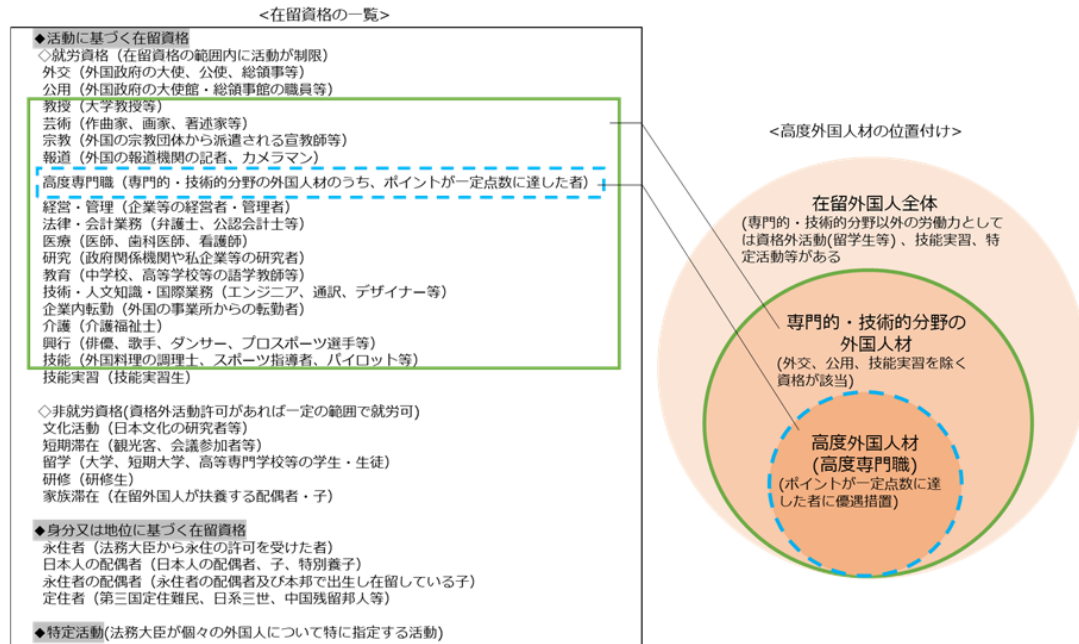 <在留資格の一覧>
◆活動に基づく在留資格
◇就労資格（在留資格の範囲内に活動が制限）
外交（外国政府の大使、公使、総領事等）
公用（外国政府の大使館・総領事館の職員等）
教授（大学教授等）
芸術（作曲家、画家、著述家等）
宗教（外国の宗教団体から派遣される宣教師等）
報道（外国の報道機関の記者、カメラマン）
高度専門職（専門的・技術的分野の外国人材のうち、ポイントが一定点数に達した者）
経営・管理（企業等の経営者・管理者）
法律・会計業務（弁護士、公認会計士等）
医療（医師、歯科医師、看護師）
研究（政府関係機関や私企業等の研究者）
教育（中学校、高等学校等の語学教師等）
技術・人文知識・国際業務（エンジニア、通訳、デザイナー等）
企業内転勤（外国の事業所からの転勤者）
介護（介護福祉士）
興行（俳優、歌手、ダンサー、プロスポーツ選手等）
技能（外国料理の調理士、スポーツ指導者、パイロット等）
技能実習（技能実習生）
◇非就労資格(資格外活動許可があれば一定の範囲で就労可)
文化活動（日本文化の研究者等）
短期滞在（観光客、会議参加者等）
留学（大学、短期大学、高等専門学校等の学生・生徒）
研修（研修生）
家族滞在（在留外国人が扶養する配偶者・子）
◆身分又は地位に基づく在留資格
永住者（法務大臣から永住の許可を受けた者）
日本人の配偶者（日本人の配偶者、子、特別養子）
永住者の配偶者（永住者の配偶者及び本邦で出生し在留している子）
定住者（第三国定住難民、日系三世、中国残留邦人等）
◆特定活動(法務大臣が個々の外国人について特に指定する活動)
<高度外国人材の位置付け>
在留外国人全体
(専門的・技術的分野以外の労働力として
は資格外活動(留学生等) 、技能実習、特
定活動等がある
専門的・技術的分野の
外国人材
(外交、公用、技能実習を除く
資格が該当)
高度外国人材
(高度専門職)
(ポイントが一定点数に達
した者に優遇措置)